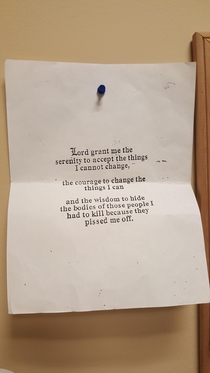 Lord grant me the
serenity to accept the things
I cannot change,
the courage to change the
things I can
and the wisdom to hide
the bodies of those people I
had to kill because they
pissed me off.